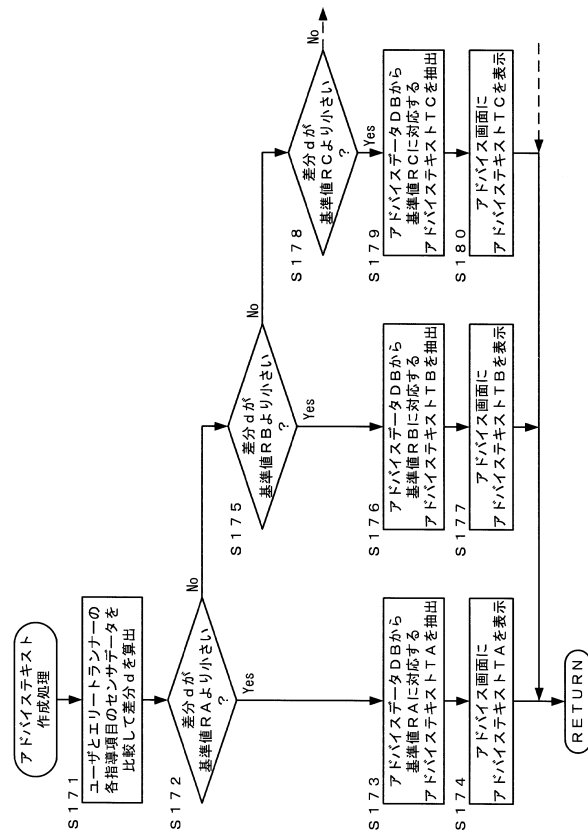 アドバイステキスト
作成処理
S171
ユーザとエリートランナーの
各指導項目のセンサデータを
比較して差分dを算出
S172
差分dが
基準値RAより小さい
?
No
Yes
S173
アドバイスデータDBから
基準値RAに対応する
アドバイステキストTAを抽出
S174
アドバイス画面に
アドバイステキストTAを表示
S175
差分dが
基準値RBより小さい
?
No
Yes
S176
アドバイスデータDBから
基準値RBに対応する
アドバイステキストTBを抽出
S177
アドバイス画面に
アドバイステキストTBを表示
S178
差分dが
基準値RCより小さい
?
No
Yes
S179
アドバイスデータDBから
基準値RCに対応する
アドバイステキストTCを抽出
S180
アドバイス画面に
アドバイステキストTCを表示
RETURN